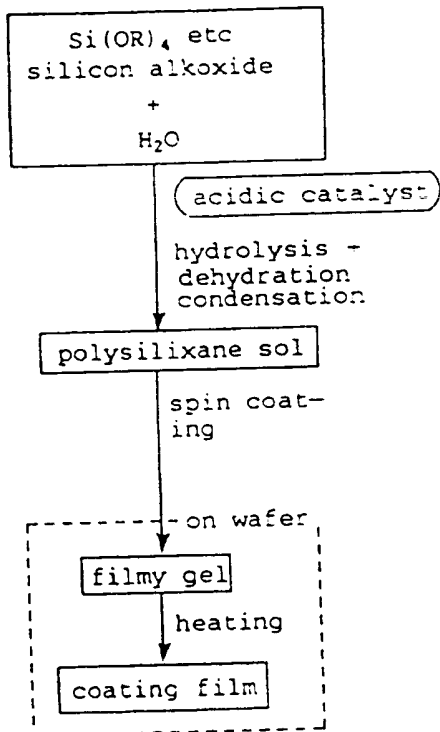 Si(OR)₄ etc
silicon alkoxide
+
H₂O
acidic catalyst
hydrolysis +
dehydration
condensation
polysilixane sol
spin coat-
ing
on wafer
filmy gel
heating
coating film